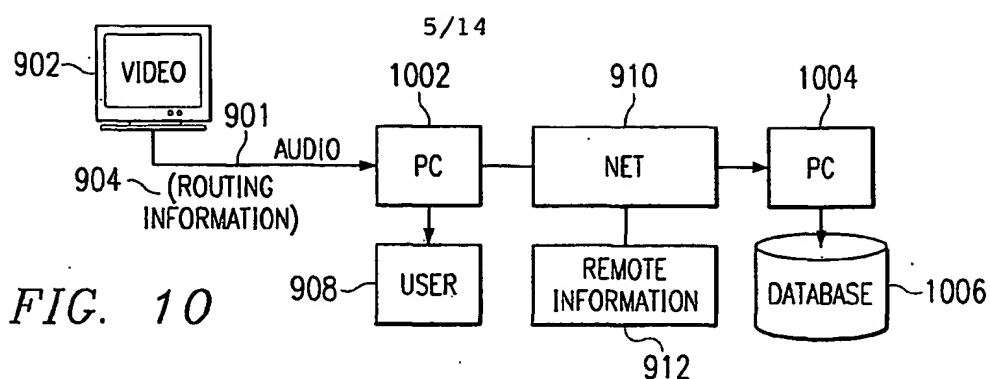 5/14
902
VIDEO
901
AUDIO
904
(ROUTING
INFORMATION)
1002
PC
908
USER
910
NET
REMOTE
INFORMATION
912
1004
PC
DATABASE
1006
FIG. 10